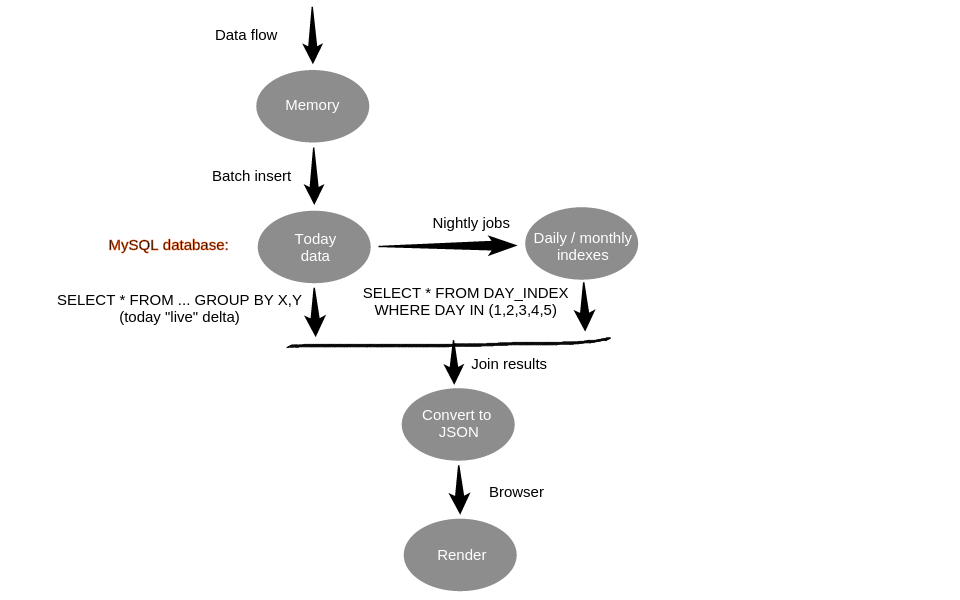 Data flow
Memory
Batch insert
Nightly jobs
MySQL database:
Today
data
Daily / monthly
indexes
SELECT * FROM ... GROUP BY X,Y
(today "live" delta)
SELECT * FROM DAY_INDEX
WHERE DAY IN (1,2,3,4,5)
Join results
Convert to
JSON
Browser
Render